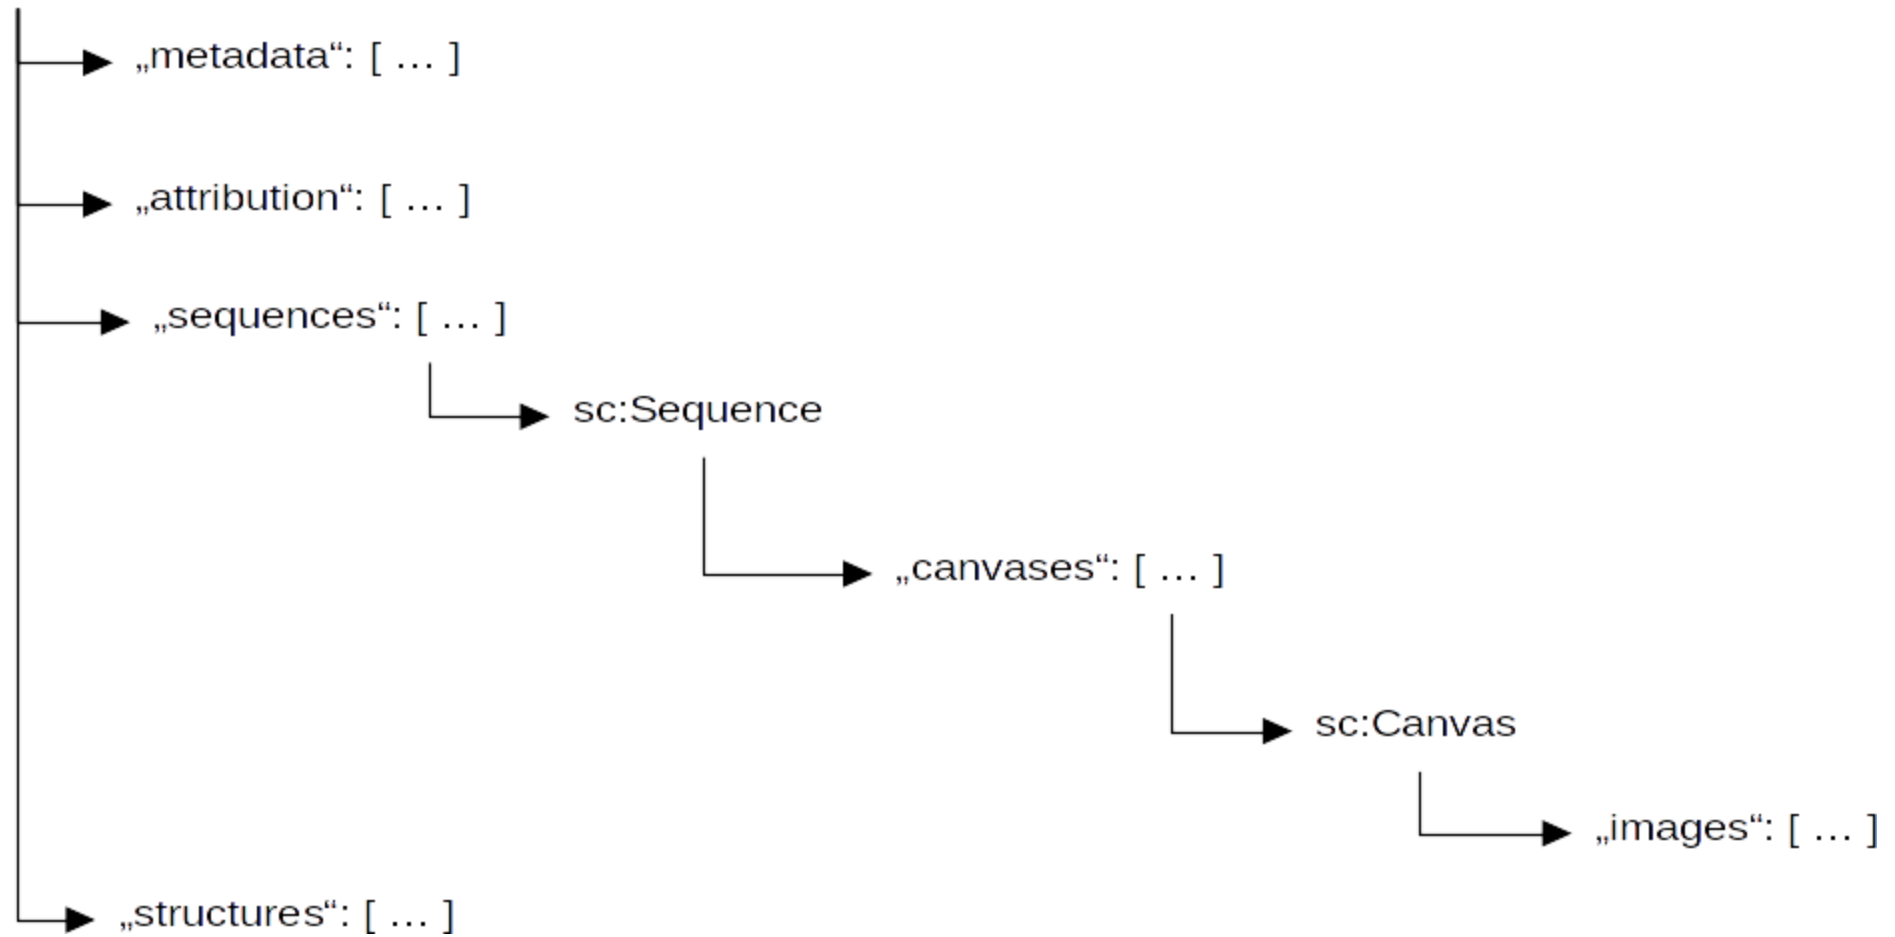 „metadata“: [ ... ]
„attribution“: [ ... ]
„sequences“: [ ... ]
sc:Sequence
„canvases“: [ ... ]
sc:Canvas
„images“: [ ... ]
„structures“: [ ... ]